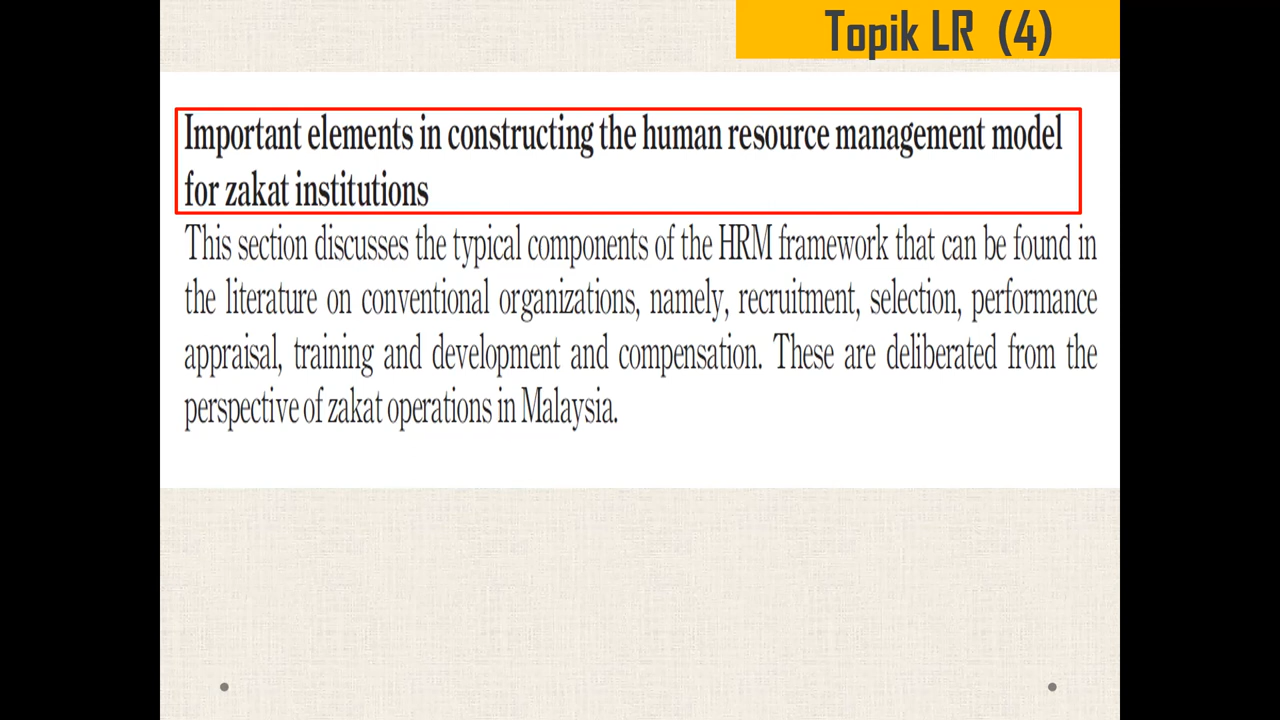 Topik LR (4)
Important elements in constructing the human resource management model
for zakat institutions
This section discusses the typical components of the HRM framework that can be found in
the literature on conventional organizations, namely, recruitment, selection, performance
appraisal, training and development and compensation. These are deliberated from the
perspective of zakat operations in Malaysia.